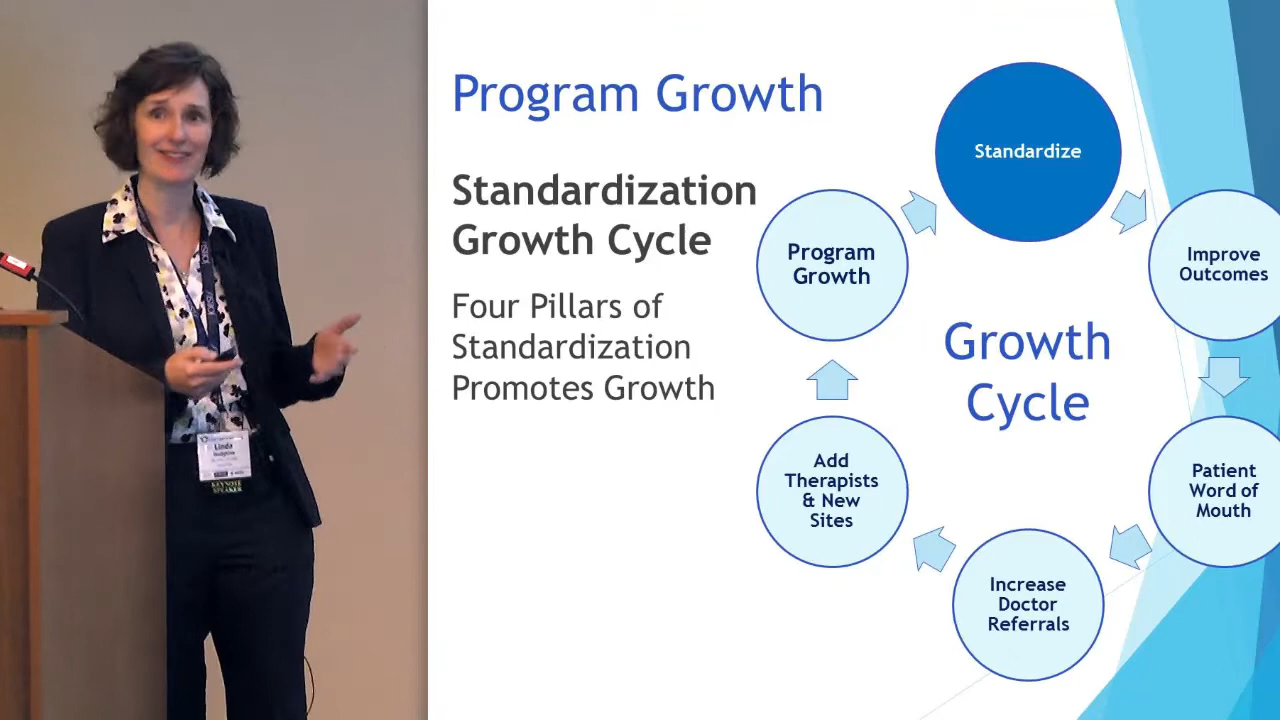 Program Growth
Standardization
Growth Cycle
Four Pillars of
Standardization
Promotes Growth
Standardize
Improve
Outcomes
Patient
Word of
Mouth
Increase
Doctor
Referrals
Add
Therapists
& New
Sites
Program
Growth
Growth
Cycle
Linda
KEYNOTE
SPEAKER